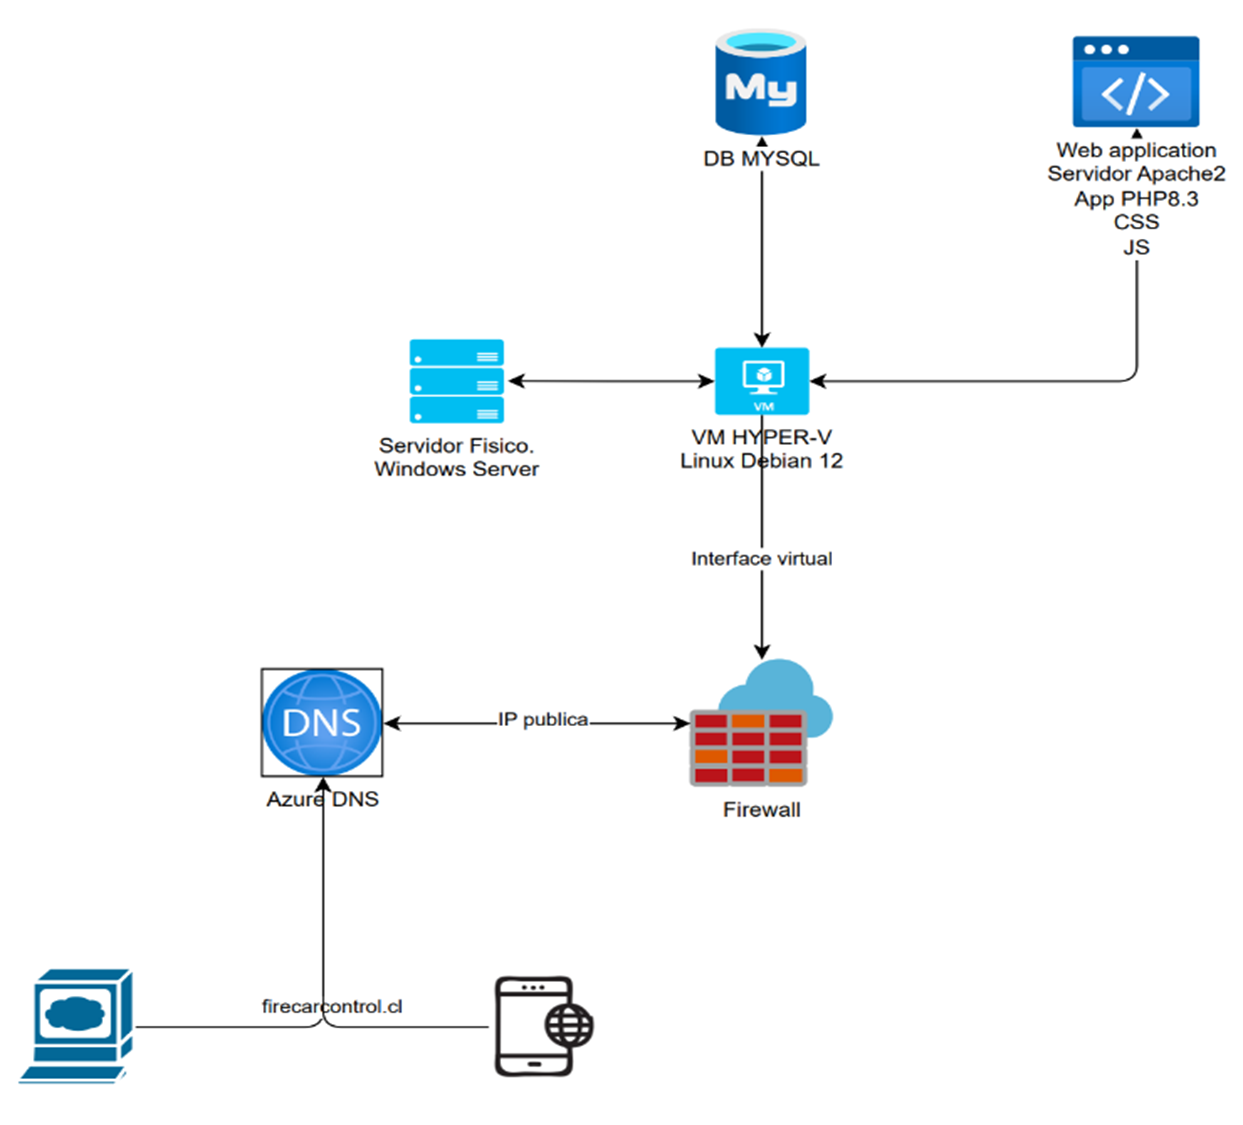 My
</>
DB MYSQL
Web application
Servidor Apache2
App PHP8.3
CSS
JS
VM
Servidor Fisico.
Windows Server
VM HYPER-V
Linux Debian 12
Interface virtual
DNS
IP publica
Azure DNS
Firewall
firecarcontrol.cl